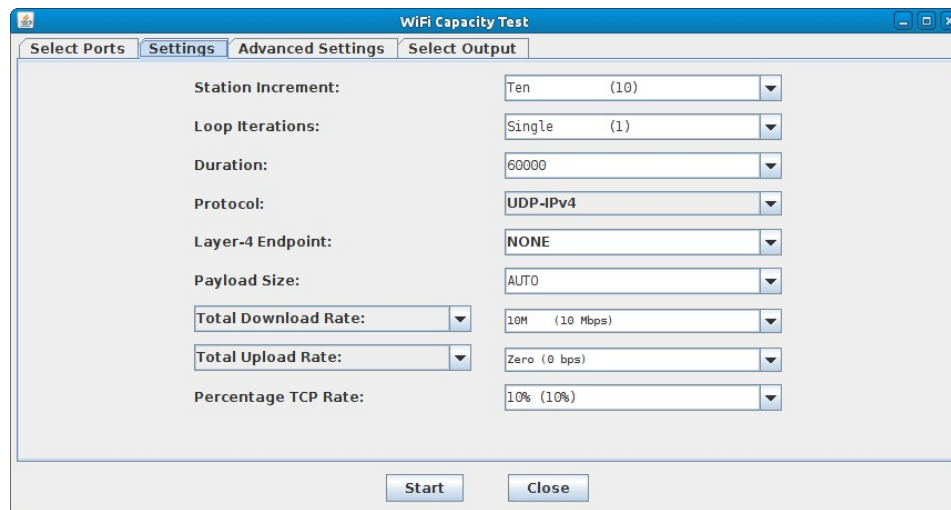 WiFi Capacity Test
Select Ports Settings Advanced Settings Select Output
Station Increment: Ten (10)
Loop Iterations: Single (1)
Duration: 60000
Protocol: UDP-IPv4
Layer-4 Endpoint: NONE
Payload Size: AUTO
Total Download Rate: 10M (10 Mbps)
Total Upload Rate: Zero (0 bps)
Percentage TCP Rate: 10% (10%)
Start Close